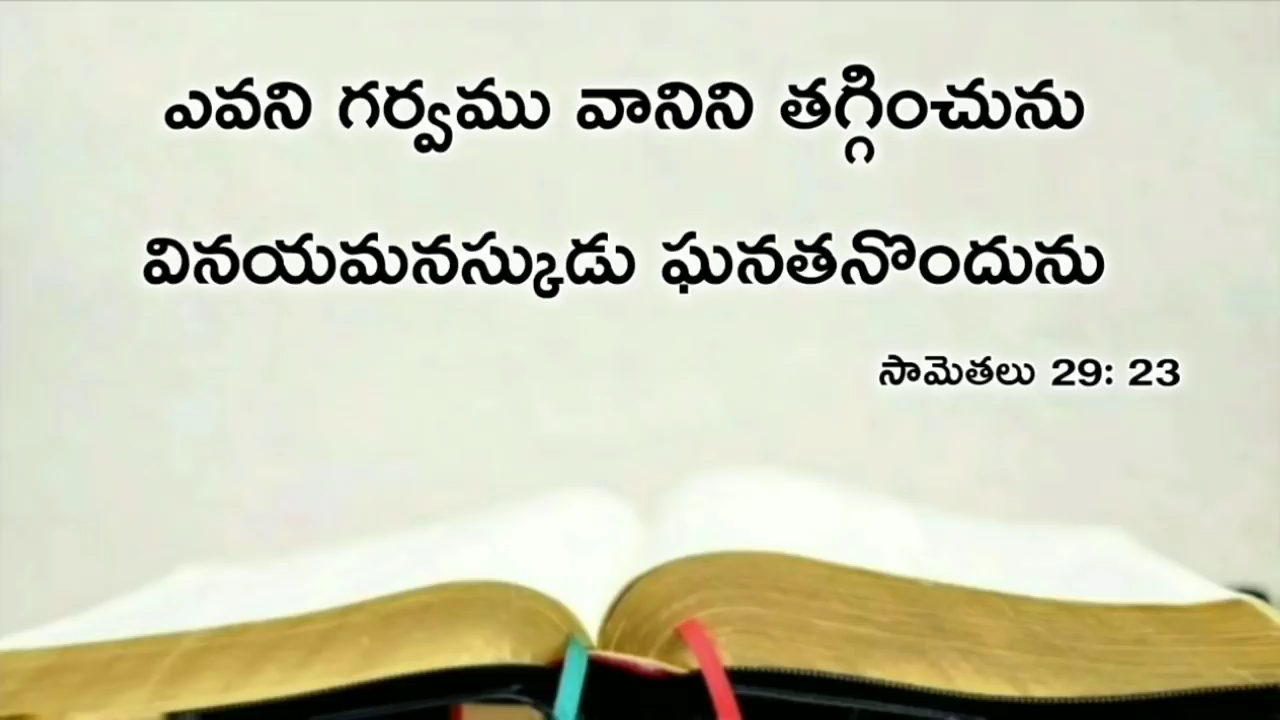 ఎవని గర్వము వానిని తగ్గించును
వినయమనస్కుడు ఘనతనొందును
సామెతలు 29: 23